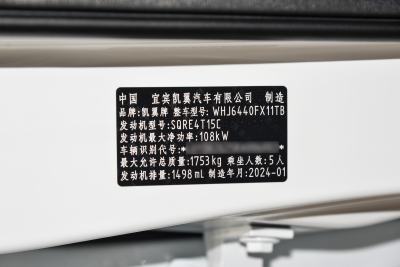 中国 宜宾凯翼汽车有限公司 制造
品牌:凯翼牌 整车型号:WHJ6440FX11TB
发动机型号:SQRE4T15C
发动机最大净功率:108kW
车辆识别代号:*
最大允许总质量:1753kg 乘坐人数:5人
发动机排量:1498mL 制造年月:2024-01